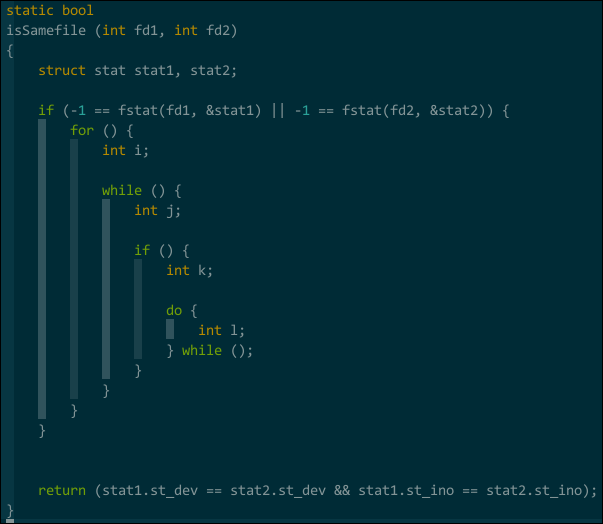 static bool
isSamefile (int fd1, int fd2)
{
    struct stat stat1, stat2;

    if (-1 == fstat(fd1, &stat1) || -1 == fstat(fd2, &stat2)) {
        for () {
            int i;

            while () {
                int j;

                if () {
                    int k;

                    do {
                        int l;
                    } while ();
                }
            }
        }
    }


    return (stat1.st_dev == stat2.st_dev && stat1.st_ino == stat2.st_ino);
}